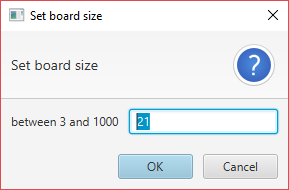 Set board size
Set board size
?
between 3 and 1000 21
OK Cancel